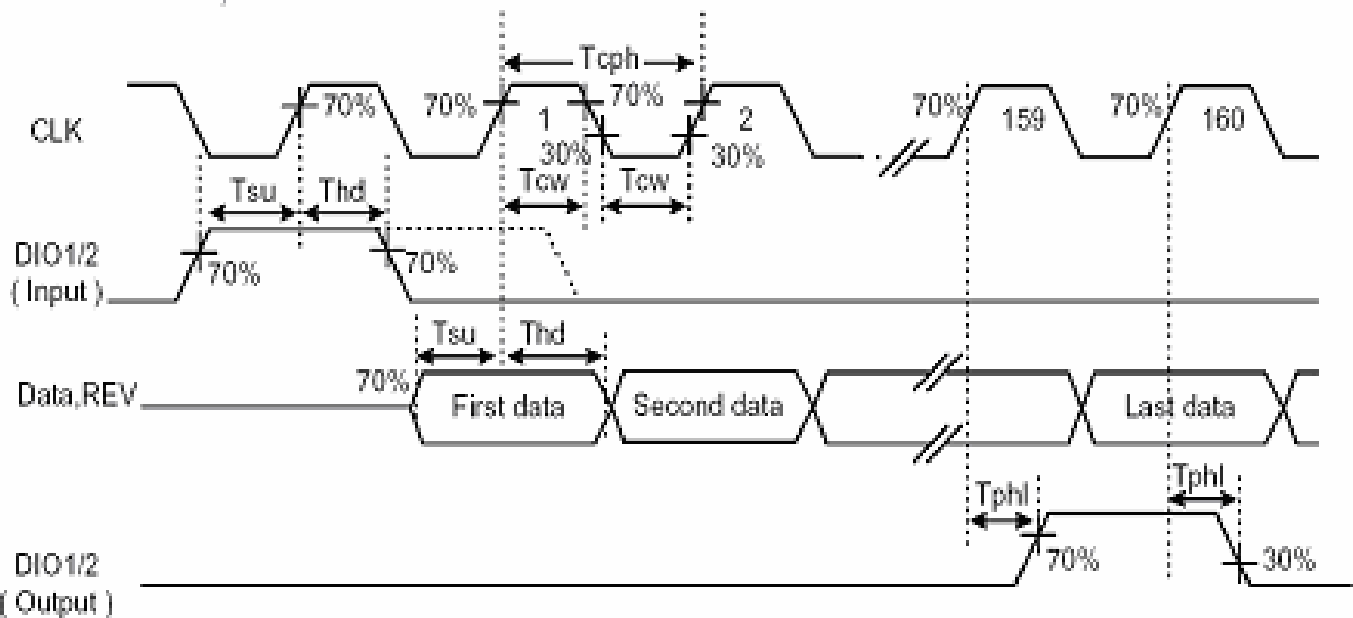 Tcph
70% 70% 70% 70% 70%
CLK 1 2 159 160
30% 30%
Tsu Thd Tcw Tcw
DIO1/2
( Input ) 70% 70%
Tsu Thd
70%
Data,REV First data Second data Last data
Tphl Tphl
DIO1/2 70% 30%
( Output )